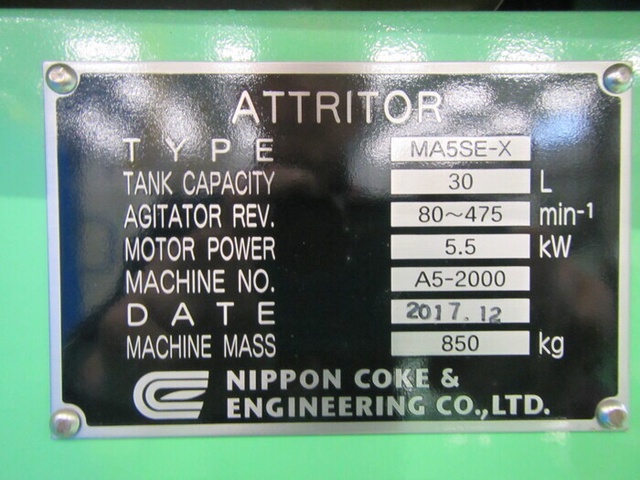 ATTRITOR
TYPE MA5SE-X
TANK CAPACITY 30 L
AGITATOR REV. 80~475 min-1
MOTOR POWER 5.5 kW
MACHINE NO. A5-2000
DATE 2017.12
MACHINE MASS 850 kg
NIPPON COKE &
ENGINEERING CO.,LTD.